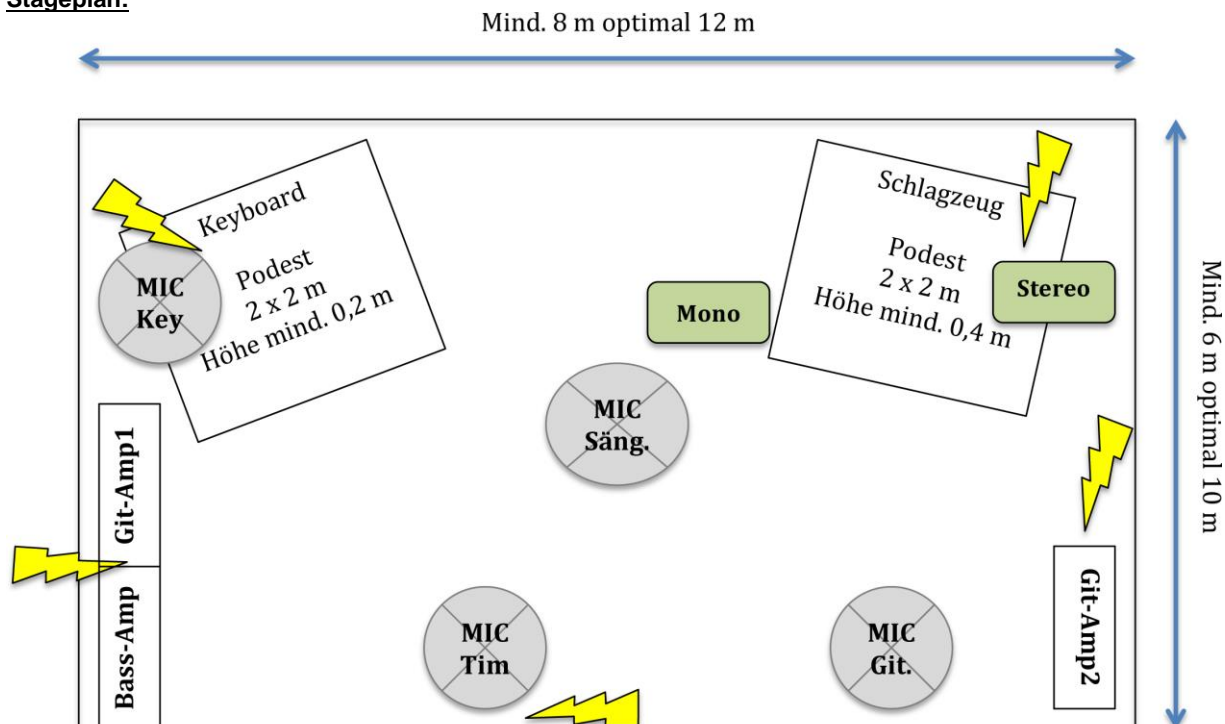 Stageplan:
Mind. 8 m optimal 12 m
Keyboard
Podest
2 x 2 m
Höhe mind. 0,2 m
MIC
Key
Schlagzeug
Podest
2 x 2 m
Höhe mind. 0,4 m
Stereo
Mono
Mind. 6 m optimal 10 m
MIC
Säng.
Git-Amp1
Bass-Amp
MIC
Tim
MIC
Git.
Git-Amp2